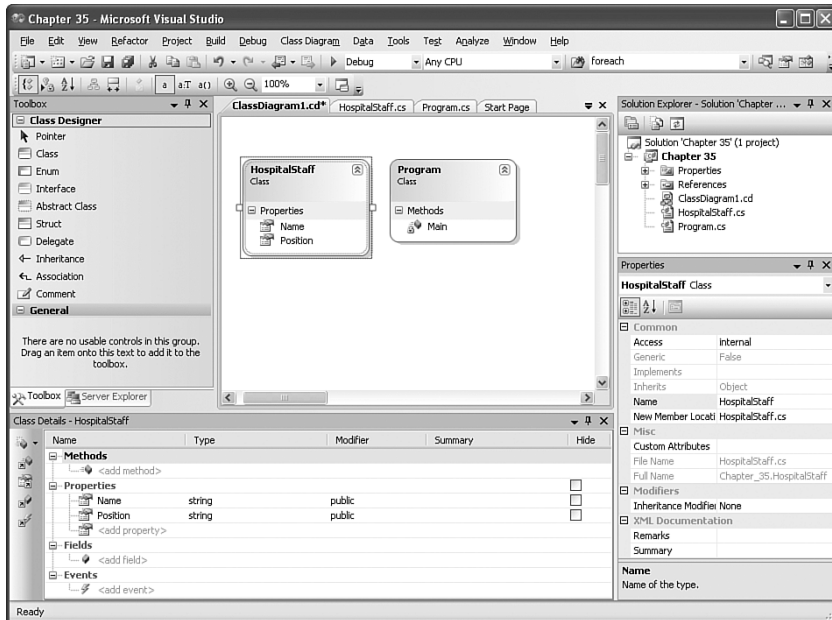 Chapter 35 - Microsoft Visual Studio
File Edit View Refactor Project Build Debug Class Diagram Data Tools Test Analyze Window Help
Debug Any CPU foreach
a a:T a() 100%
Toolbox
Class Designer
Pointer
Class
Enum
Interface
Abstract Class
Struct
Delegate
Inheritance
Association
Comment
General
There are no usable controls in this group.
Drag an item onto this text to add it to the
toolbox.
Toolbox Server Explorer
ClassDiagram1.cd* HospitalStaff.cs Program.cs Start Page
HospitalStaff
Class
Properties
Name
Position
Program
Class
Methods
Main
Solution Explorer - Solution 'Chapter ...
Solution 'Chapter 35' (1 project)
Chapter 35
Properties
References
ClassDiagram1.cd
HospitalStaff.cs
Program.cs
Properties
HospitalStaff Class
Common
Access internal
Generic False
Implements
Inherits Object
Name HospitalStaff
New Member Locati HospitalStaff.cs
Misc
Custom Attributes
File Name HospitalStaff.cs
Full Name Chapter_35.HospitalStaff
Modifiers
Inheritance Modifie None
XML Documentation
Remarks
Summary
Name
Name of the type.
Class Details - HospitalStaff
Name Type Modifier Summary Hide
Methods
<add method>
Properties
Name string public
Position string public
<add property>
Fields
<add field>
Events
<add event>
Ready